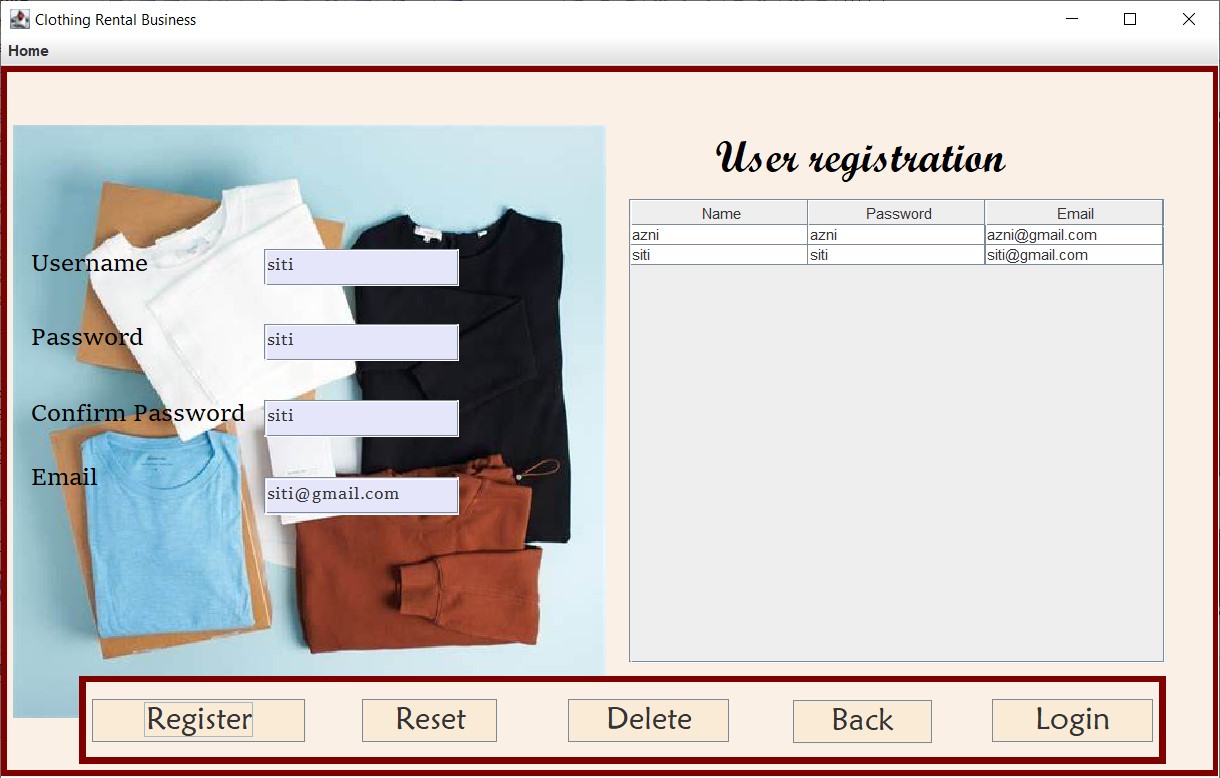 Clothing Rental Business
Home
User registration
Username siti
Password siti
Confirm Password siti
Email siti@gmail.com
Name Password Email
azni azni azni@gmail.com
siti siti siti@gmail.com
Register Reset Delete Back Login